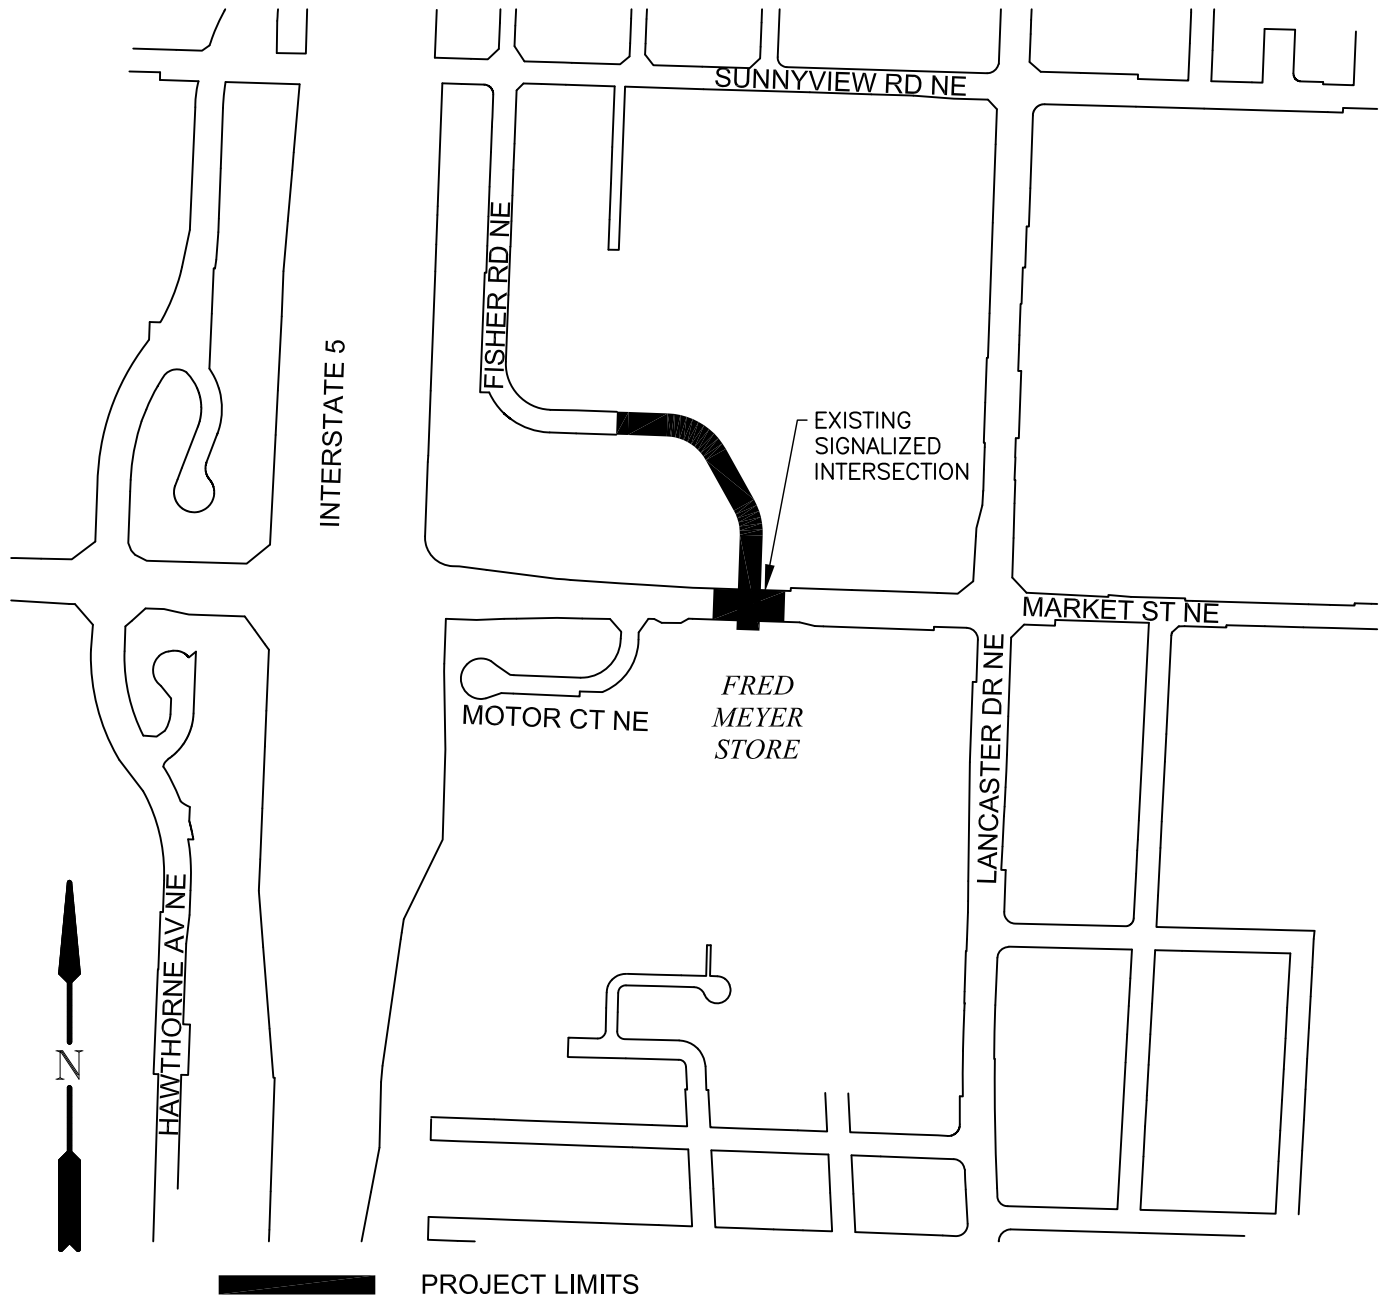 SUNNYVIEW RD NE
FISHER RD NE
INTERSTATE 5
EXISTING
SIGNALIZED
INTERSECTION
MARKET ST NE
LANCASTER DR NE
FRED
MEYER
STORE
MOTOR CT NE
HAWTHORNE AV NE
N
PROJECT LIMITS